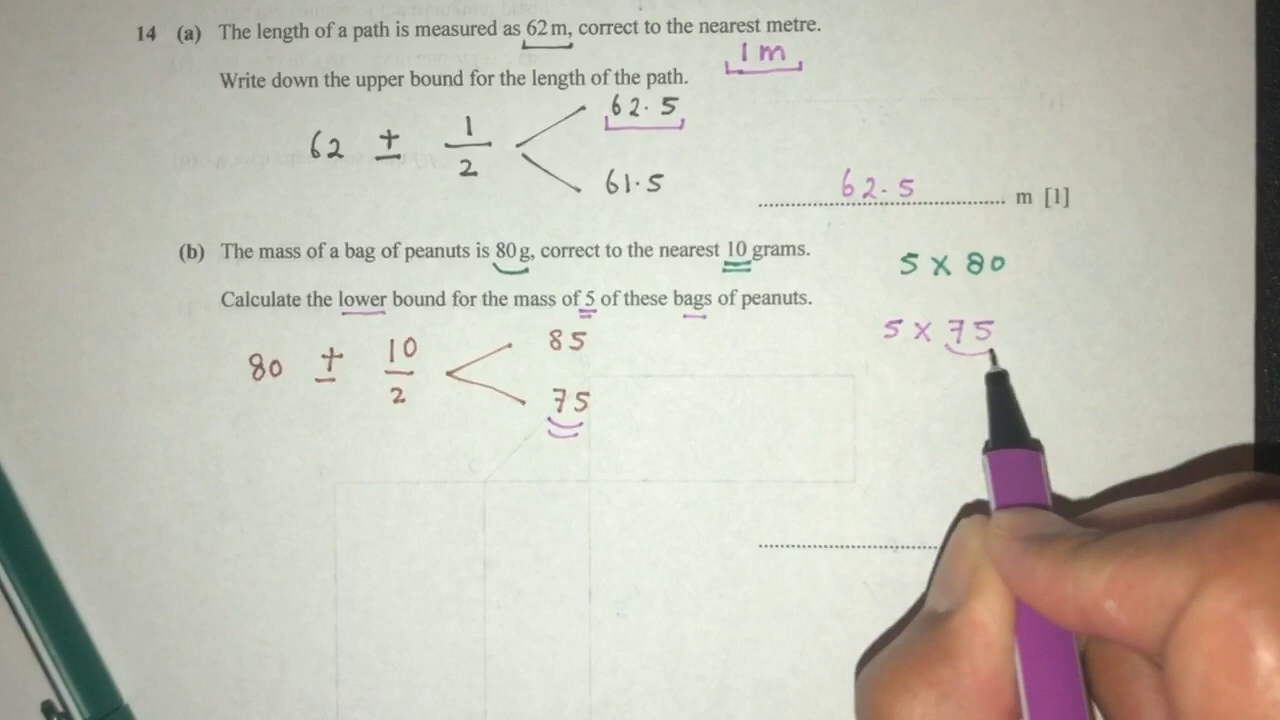 14 (a) The length of a path is measured as 62 m, correct to the nearest metre.
1 m
Write down the upper bound for the length of the path.
62 ± 1/2
62.5
61.5
62.5 m [1]
(b) The mass of a bag of peanuts is 80 g, correct to the nearest 10 grams.
5 × 80
Calculate the lower bound for the mass of 5 of these bags of peanuts.
5 × 75
80 ± 10/2
85
75